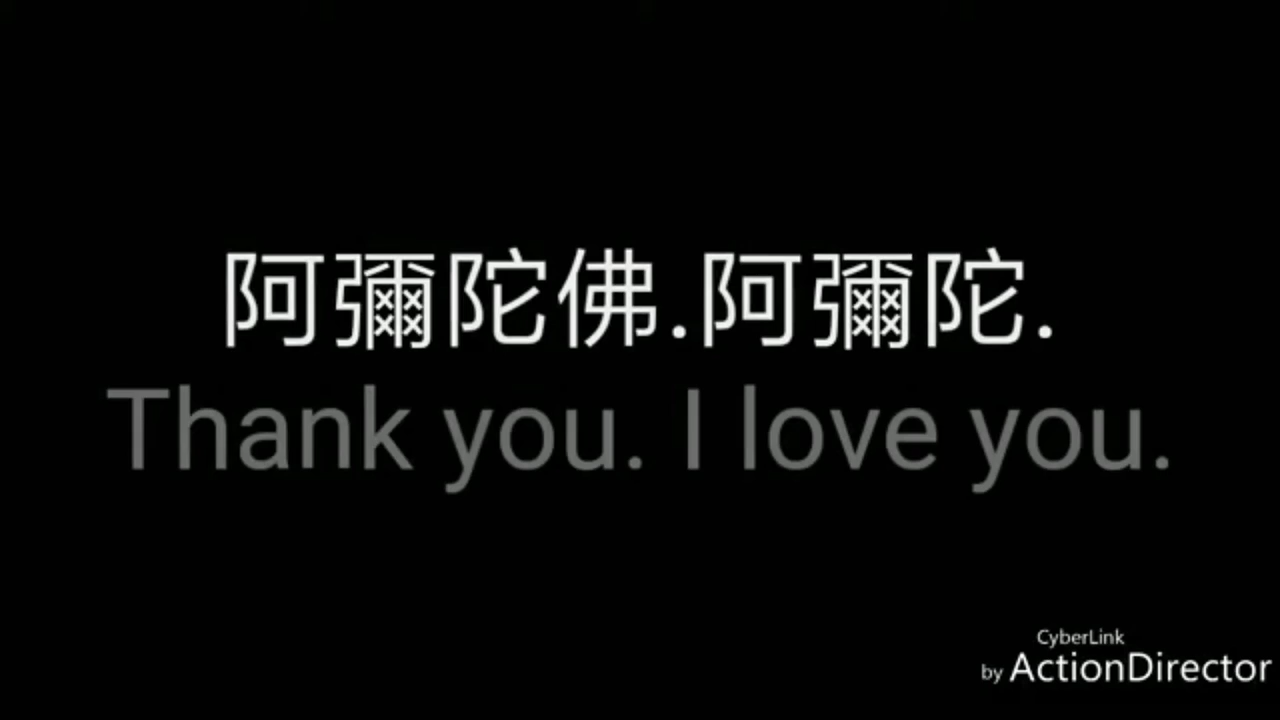 阿彌陀佛.阿彌陀.
Thank you. I love you.
CyberLink
by ActionDirector